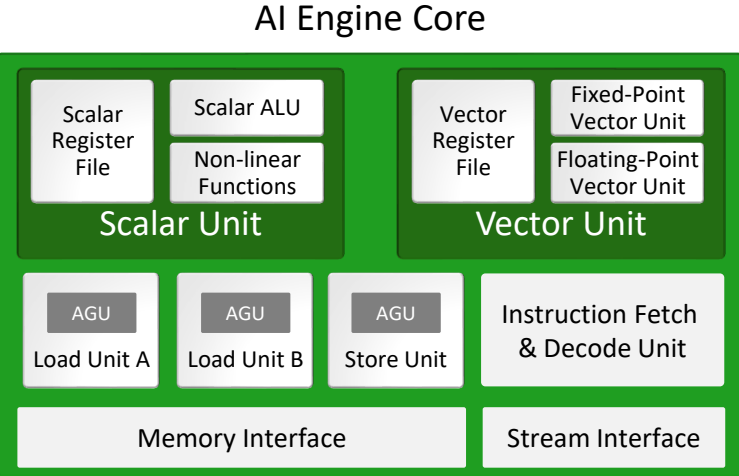 AI Engine Core
Scalar
Register
File
Scalar ALU
Non-linear
Functions
Scalar Unit
Vector
Register
File
Fixed-Point
Vector Unit
Floating-Point
Vector Unit
Vector Unit
AGU
Load Unit A
AGU
Load Unit B
AGU
Store Unit
Instruction Fetch
& Decode Unit
Memory Interface
Stream Interface